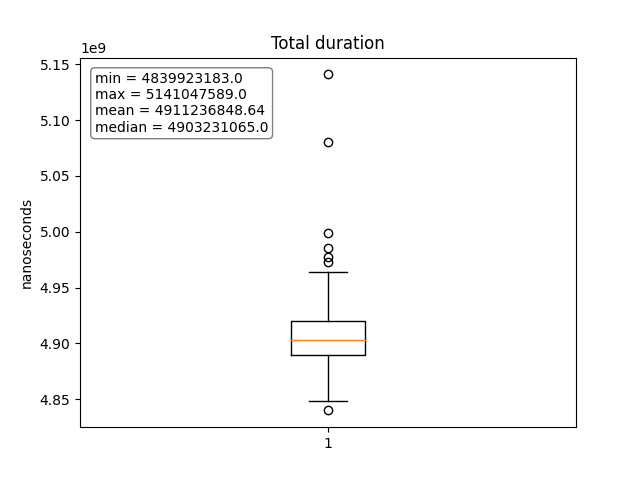 Total duration
1e9
5.15
5.10
5.05
5.00
4.95
4.90
4.85
nanoseconds
min = 4839923183.0
max = 5141047589.0
mean = 4911236848.64
median = 4903231065.0
1